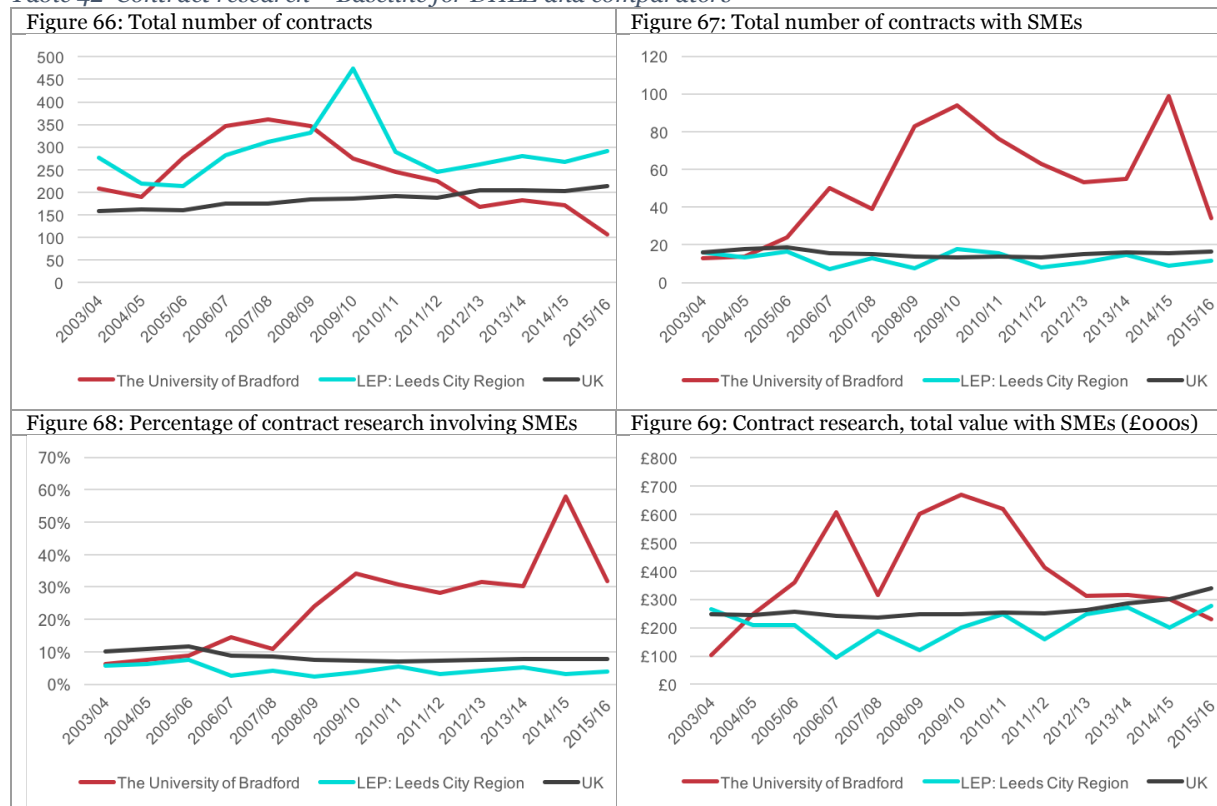 Figure 66: Total number of contracts
500
450
400
350
300
250
200
150
100
50
0
2003/04 2004/05 2005/06 2006/07 2007/08 2008/09 2009/10 2010/11 2011/12 2012/13 2013/14 2014/15 2015/16
The University of Bradford LEP: Leeds City Region UK
Figure 67: Total number of contracts with SMEs
120
100
80
60
40
20
0
2003/04 2004/05 2005/06 2006/07 2007/08 2008/09 2009/10 2010/11 2011/12 2012/13 2013/14 2014/15 2015/16
The University of Bradford LEP: Leeds City Region UK
Figure 68: Percentage of contract research involving SMEs
70%
60%
50%
40%
30%
20%
10%
0%
2003/04 2004/05 2005/06 2006/07 2007/08 2008/09 2009/10 2010/11 2011/12 2012/13 2013/14 2014/15 2015/16
The University of Bradford LEP: Leeds City Region UK
Figure 69: Contract research, total value with SMEs (£000s)
£800
£700
£600
£500
£400
£300
£200
£100
£0
2003/04 2004/05 2005/06 2006/07 2007/08 2008/09 2009/10 2010/11 2011/12 2012/13 2013/14 2014/15 2015/16
The University of Bradford LEP: Leeds City Region UK